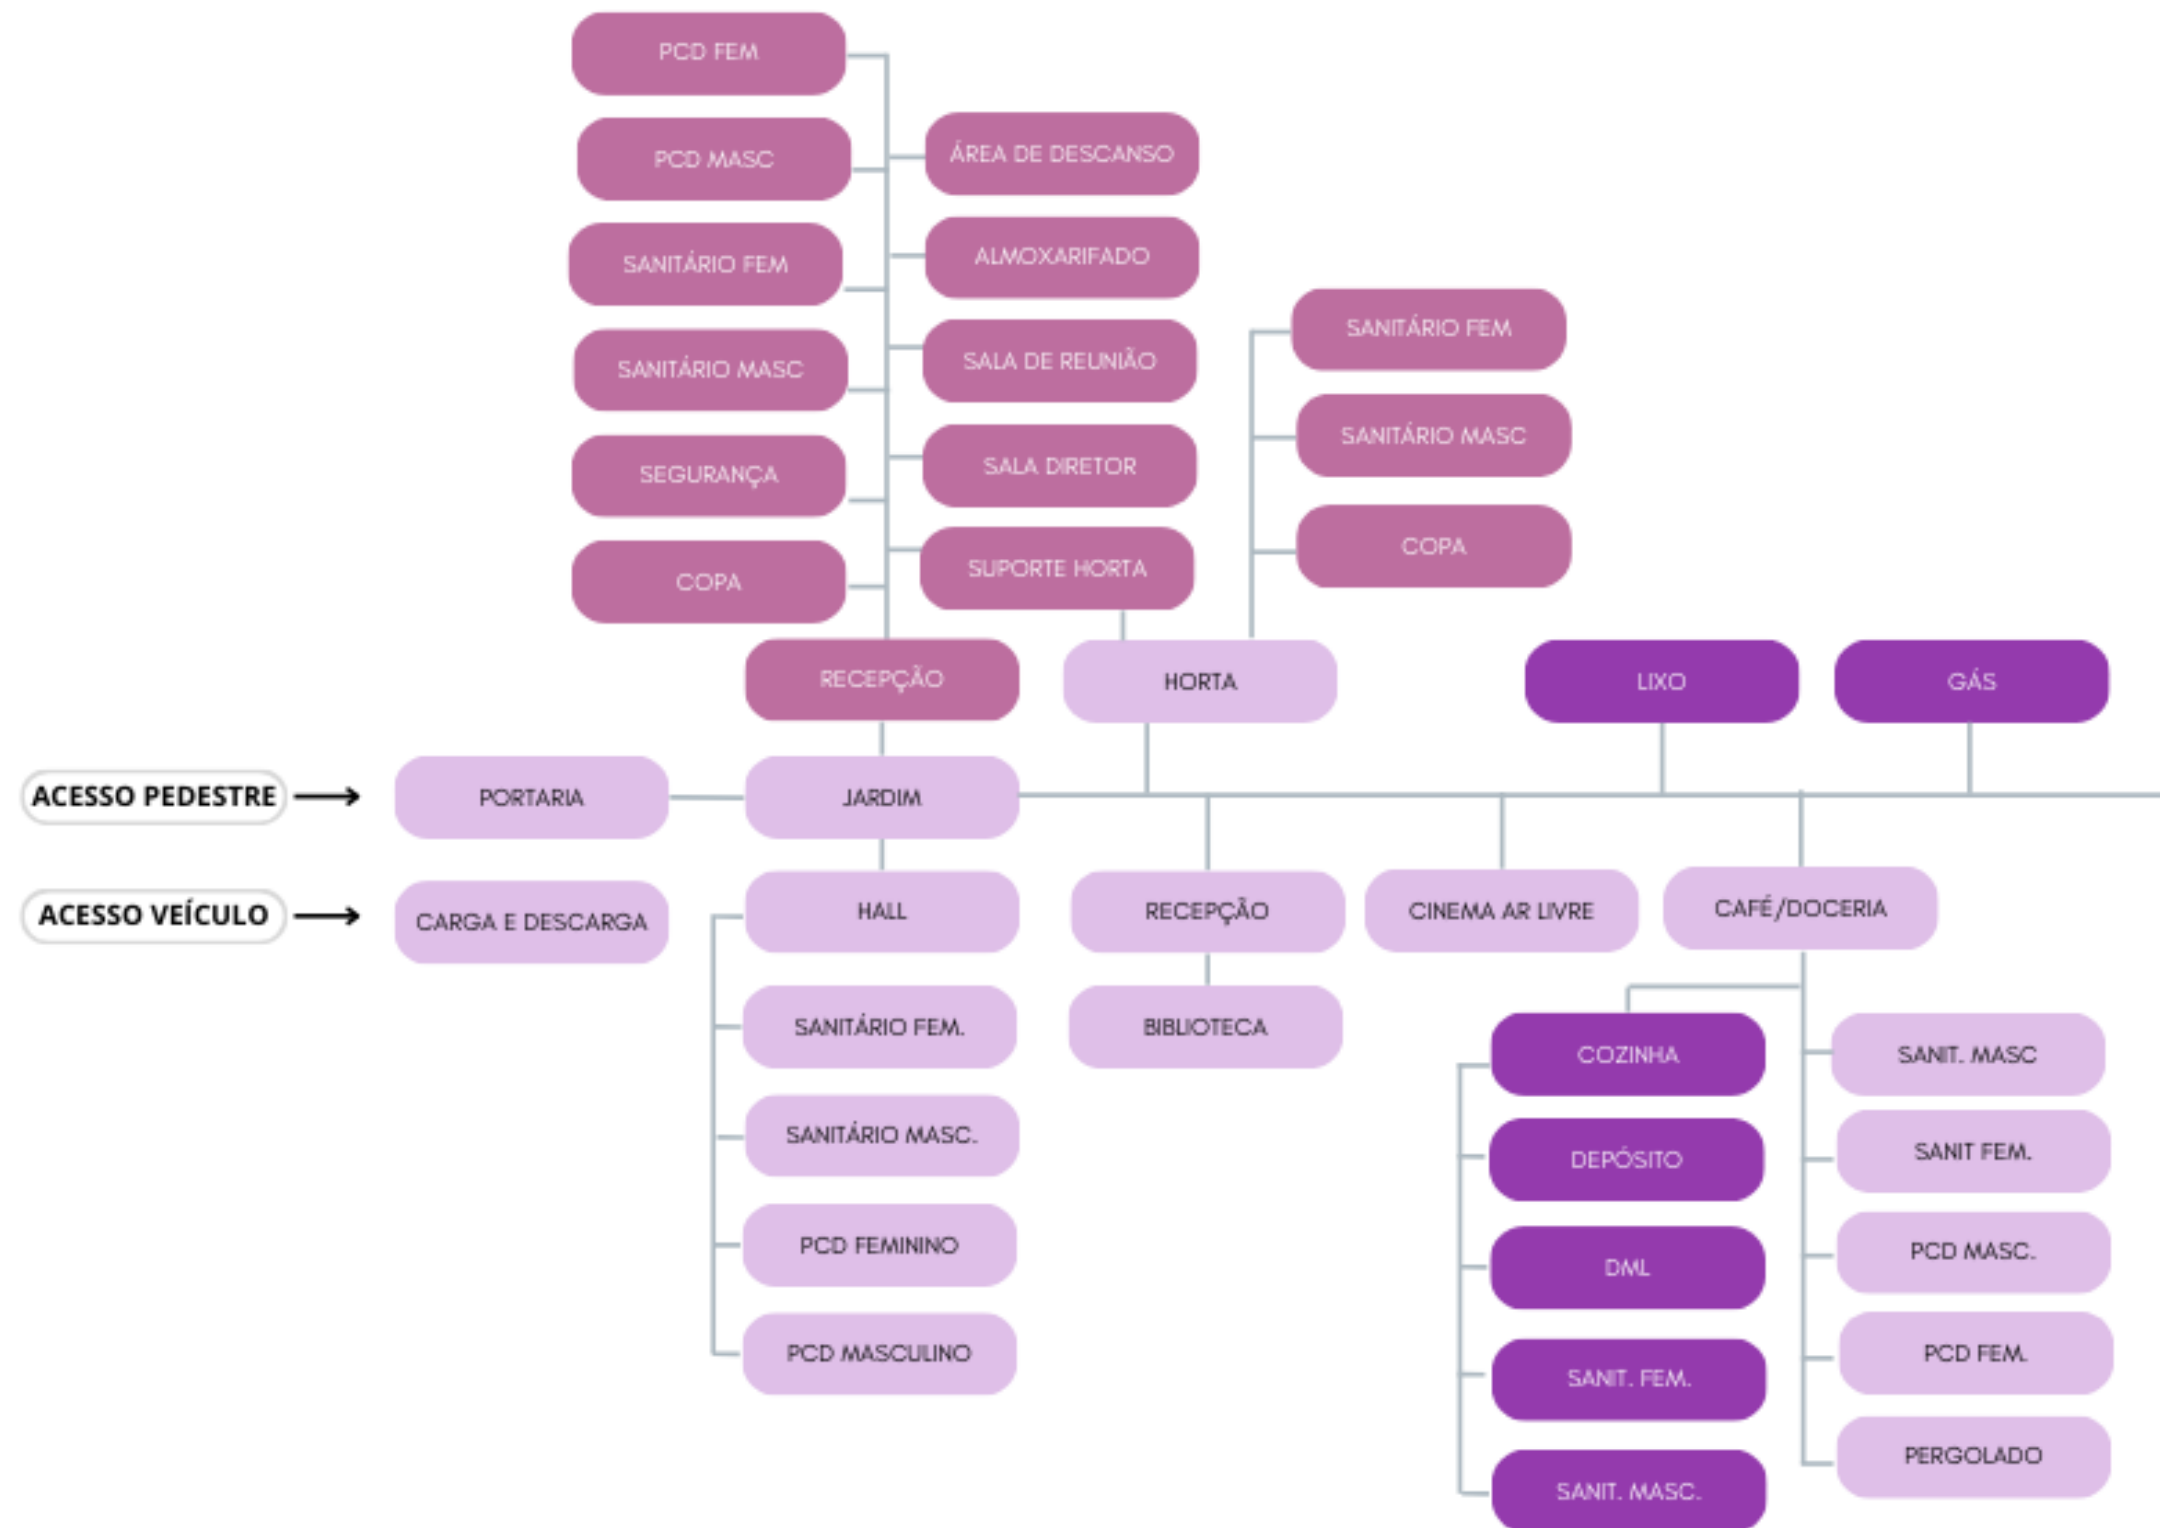 PCD FEM
PCD MASC
ÁREA DE DESCANSO
SANITÁRIO FEM
ALMOXARIFADO
SANITÁRIO MASC
SALA DE REUNIÃO
SANITÁRIO FEM
SEGURANÇA
SALA DIRETOR
SANITÁRIO MASC
COPA
SUPORTE HORTA
COPA
RECEPÇÃO
HORTA
LIXO
GÁS
ACESSO PEDESTRE
PORTARIA
JARDIM
ACESSO VEÍCULO
CARGA E DESCARGA
HALL
RECEPÇÃO
CINEMA AR LIVRE
CAFÉ/DOCERIA
SANITÁRIO FEM.
BIBLIOTECA
COZINHA
SANIT. MASC
SANITÁRIO MASC.
DEPÓSITO
SANIT FEM.
PCD FEMININO
DML
PCD MASC.
PCD MASCULINO
SANIT. FEM.
PCD FEM.
SANIT. MASC.
PERGOLADO